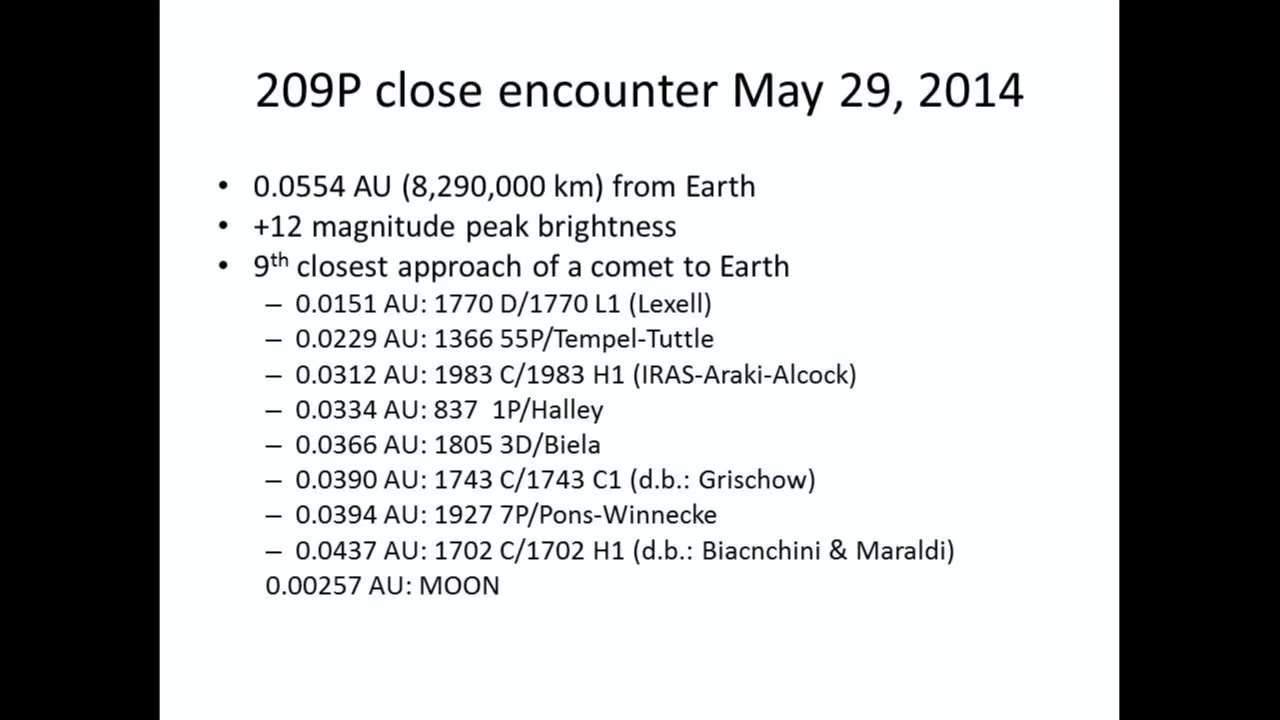 209P close encounter May 29, 2014
• 0.0554 AU (8,290,000 km) from Earth
• +12 magnitude peak brightness
• 9th closest approach of a comet to Earth
– 0.0151 AU: 1770 D/1770 L1 (Lexell)
– 0.0229 AU: 1366 55P/Tempel-Tuttle
– 0.0312 AU: 1983 C/1983 H1 (IRAS-Araki-Alcock)
– 0.0334 AU: 837  1P/Halley
– 0.0366 AU: 1805 3D/Biela
– 0.0390 AU: 1743 C/1743 C1 (d.b.: Grischow)
– 0.0394 AU: 1927 7P/Pons-Winnecke
– 0.0437 AU: 1702 C/1702 H1 (d.b.: Biacnchini & Maraldi)
0.00257 AU: MOON